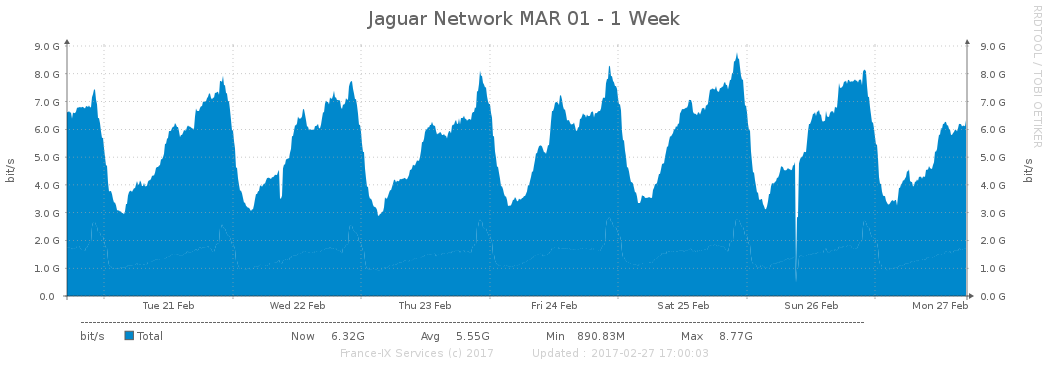 Jaguar Network MAR 01 - 1 Week
RRDTOOL / TOBI OETIKER
9.0 G 9.0 G
8.0 G 8.0 G
7.0 G 7.0 G
6.0 G 6.0 G
5.0 G 5.0 G
4.0 G 4.0 G
3.0 G 3.0 G
2.0 G 2.0 G
1.0 G 1.0 G
0.0 0.0 G
bit/s bit/s
Tue 21 Feb Wed 22 Feb Thu 23 Feb Fri 24 Feb Sat 25 Feb Sun 26 Feb Mon 27 Feb
bit/s Total Now 6.32G Avg 5.55G Min 890.83M Max 8.77G
France-IX Services (c) 2017 Updated : 2017-02-27 17:00:03